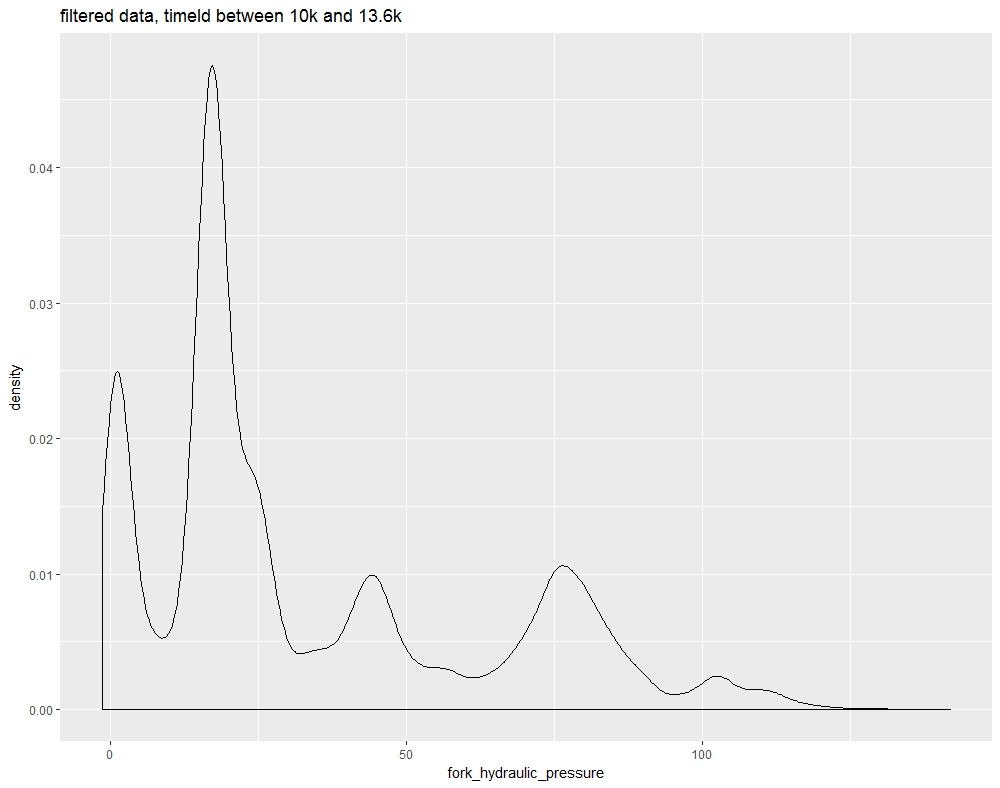 filtered data, timeId between 10k and 13.6k
density
0.04
0.03
0.02
0.01
0.00
0 50 100
fork_hydraulic_pressure